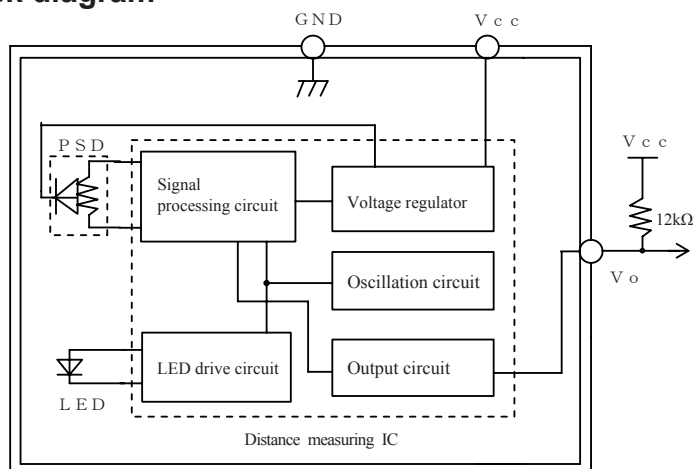 k diagram
GND
Vcc
PSD
Signal
processing circuit
Voltage regulator
Vcc
12kΩ
Oscillation circuit
Vo
LED drive circuit
Output circuit
LED
Distance measuring IC